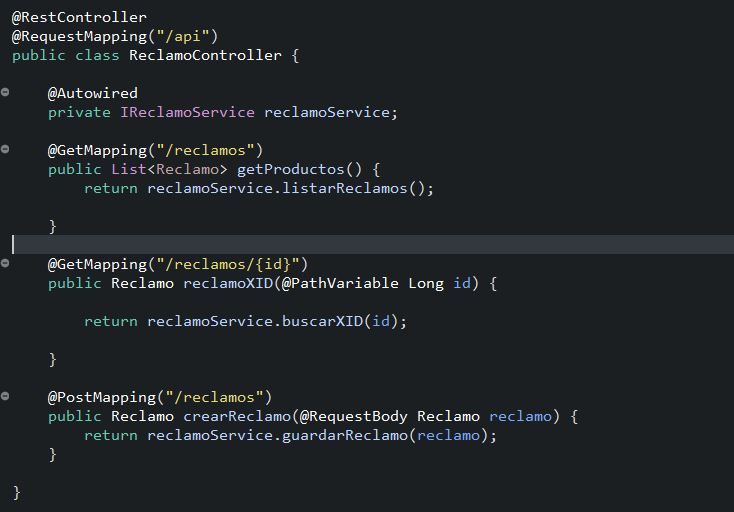 @RestController
@RequestMapping("/api")
public class ReclamoController {
@Autowired
private IReclamoService reclamoService;
@GetMapping("/reclamos")
public List<Reclamo> getProductos() {
return reclamoService.listarReclamos();
}
@GetMapping("/reclamos/{id}")
public Reclamo reclamoXID(@PathVariable Long id) {
return reclamoService.buscarXID(id);
}
@PostMapping("/reclamos")
public Reclamo crearReclamo(@RequestBody Reclamo reclamo) {
return reclamoService.guardarReclamo(reclamo);
}
}